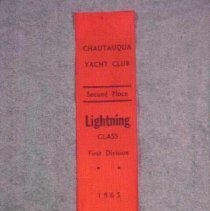 CHAUTAUQUA
YACHT CLUB
Second Place
Lightning
CLASS
First Division
1965